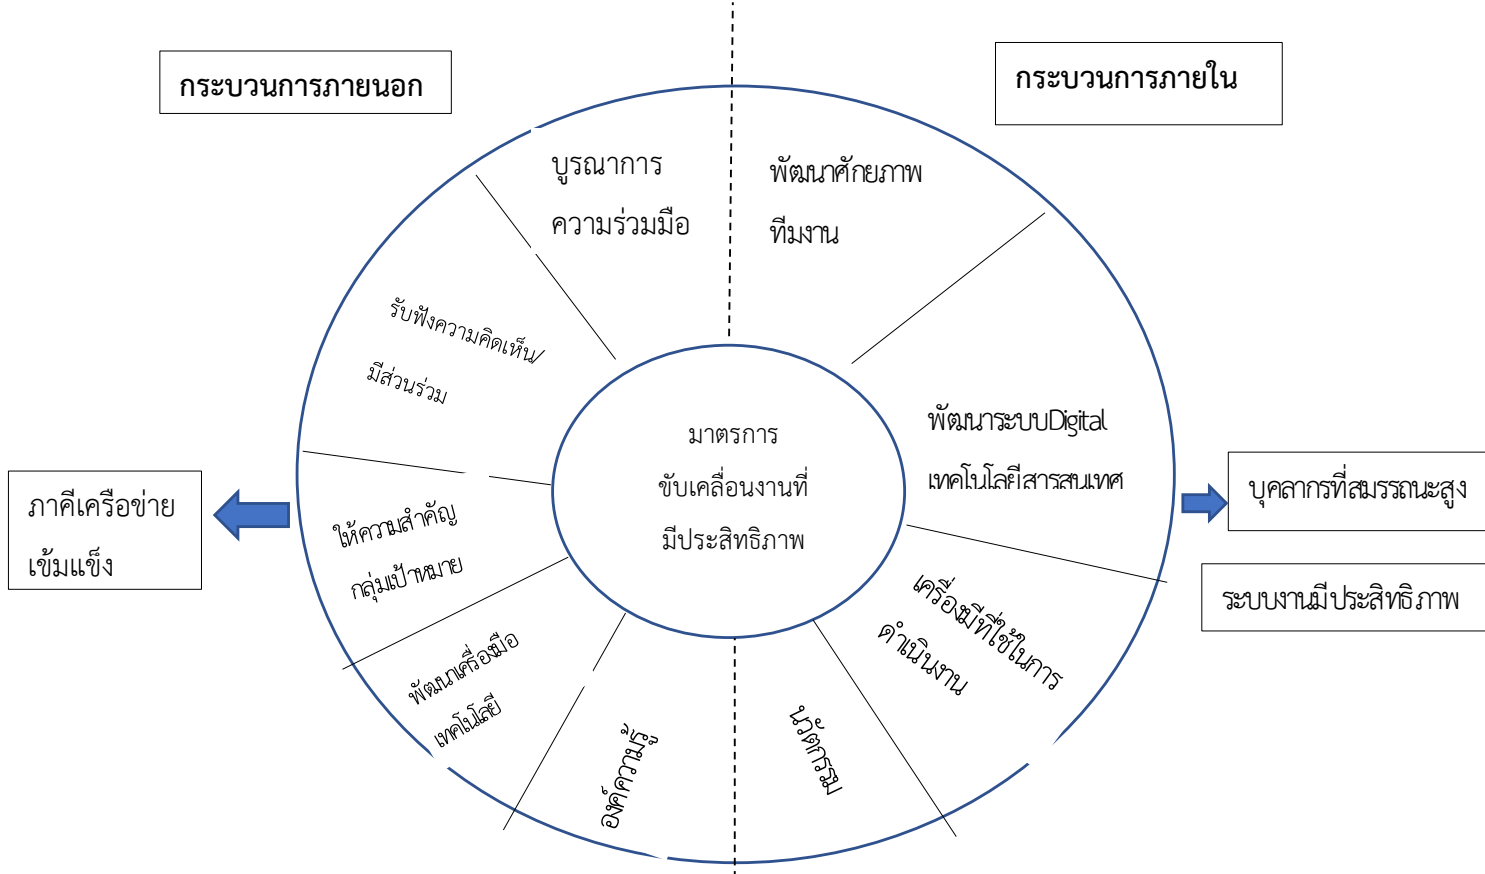 กระบวนการภายนอก
กระบวนการภายใน
บูรณาการ
ความร่วมมือ
พัฒนาศักยภาพ
ทีมงาน
รับฟังความคิดเห็น/
มีส่วนร่วม
พัฒนาระบบDigital
เทคโนโลยีสารสนเทศ
มาตรการ
ขับเคลื่อนงานที่
มีประสิทธิภาพ
ภาคีเครือข่าย
เข้มแข็ง
บุคลากรที่สมรรถนะสูง
ระบบงานมีประสิทธิภาพ
ให้ความสำคัญ
กลุ่มเป้าหมาย
เครื่องมีที่ใช้ในการ
ดำเนินงาน
พัฒนาเครื่องมือ
เทคโนโลยี
องค์ความรู้
นวัตกรรม